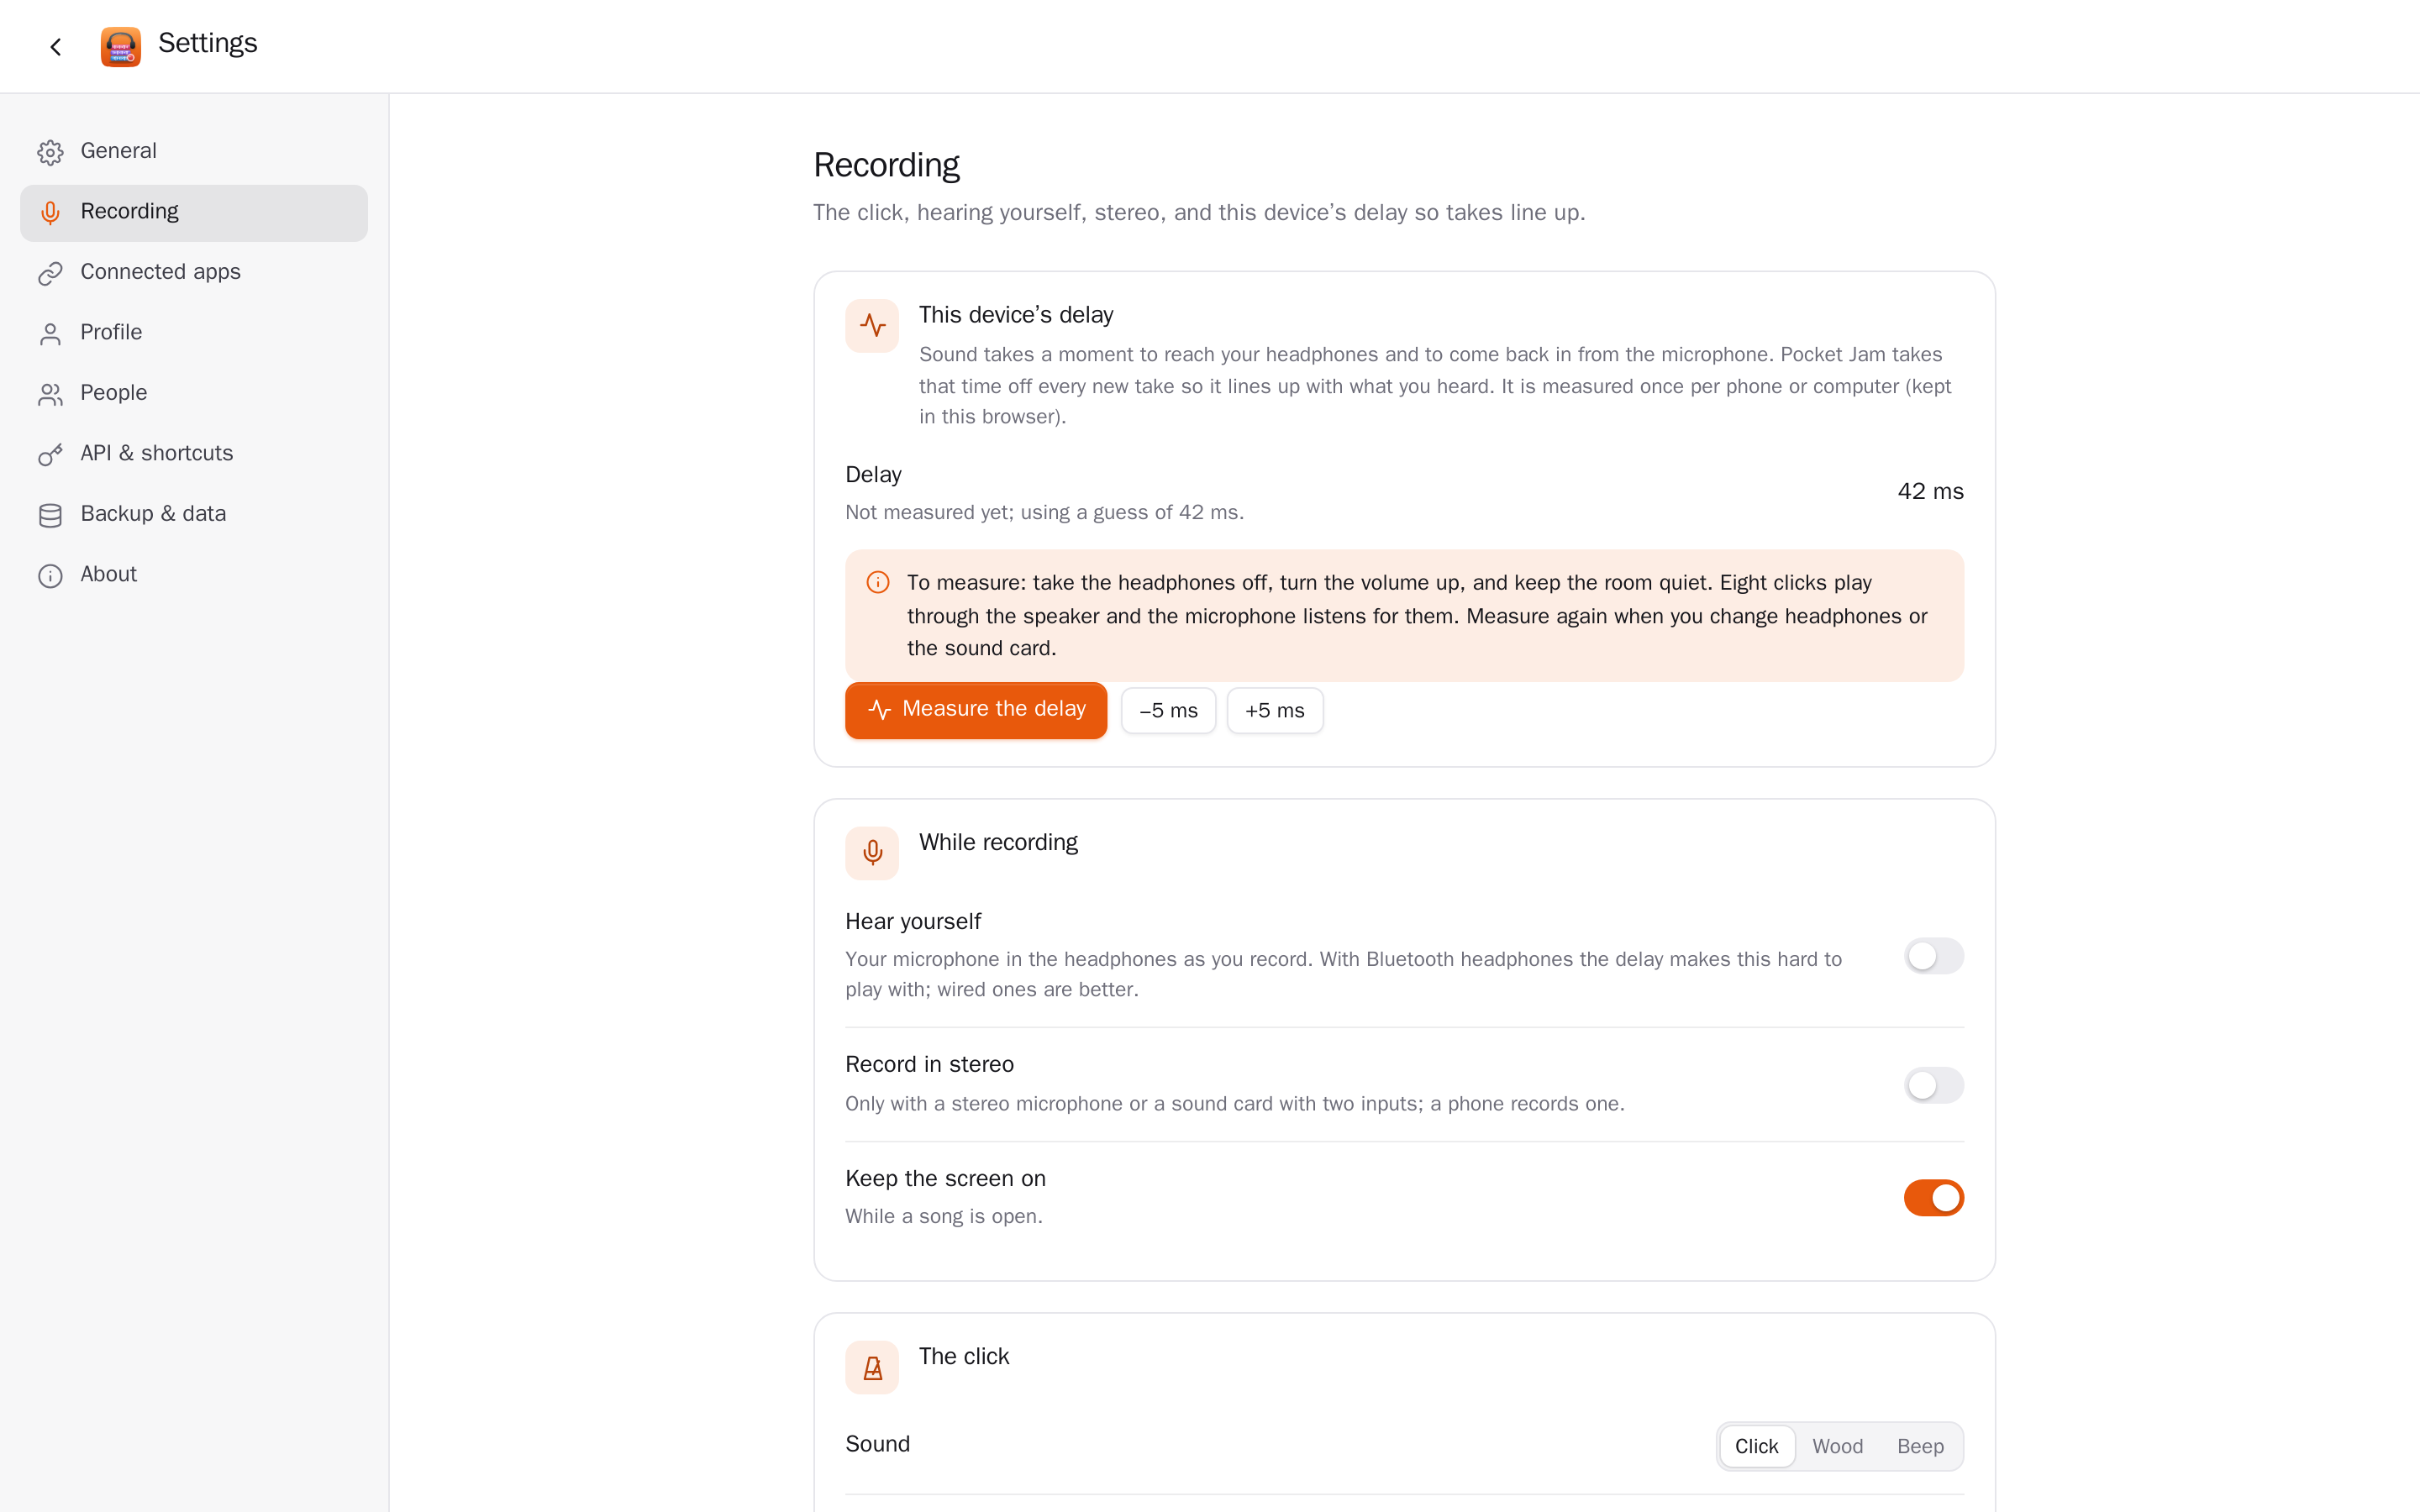 Settings
General
Recording
Connected apps
Profile
People
API & shortcuts
Backup & data
About
Recording
The click, hearing yourself, stereo, and this device’s delay so takes line up.
This device’s delay
Sound takes a moment to reach your headphones and to come back in from the microphone. Pocket Jam takes
that time off every new take so it lines up with what you heard. It is measured once per phone or computer (kept
in this browser).
Delay
42 ms
Not measured yet; using a guess of 42 ms.
To measure: take the headphones off, turn the volume up, and keep the room quiet. Eight clicks play
through the speaker and the microphone listens for them. Measure again when you change headphones or
the sound card.
Measure the delay
−5 ms
+5 ms
While recording
Hear yourself
Your microphone in the headphones as you record. With Bluetooth headphones the delay makes this hard to
play with; wired ones are better.
Record in stereo
Only with a stereo microphone or a sound card with two inputs; a phone records one.
Keep the screen on
While a song is open.
The click
Sound
Click
Wood
Beep